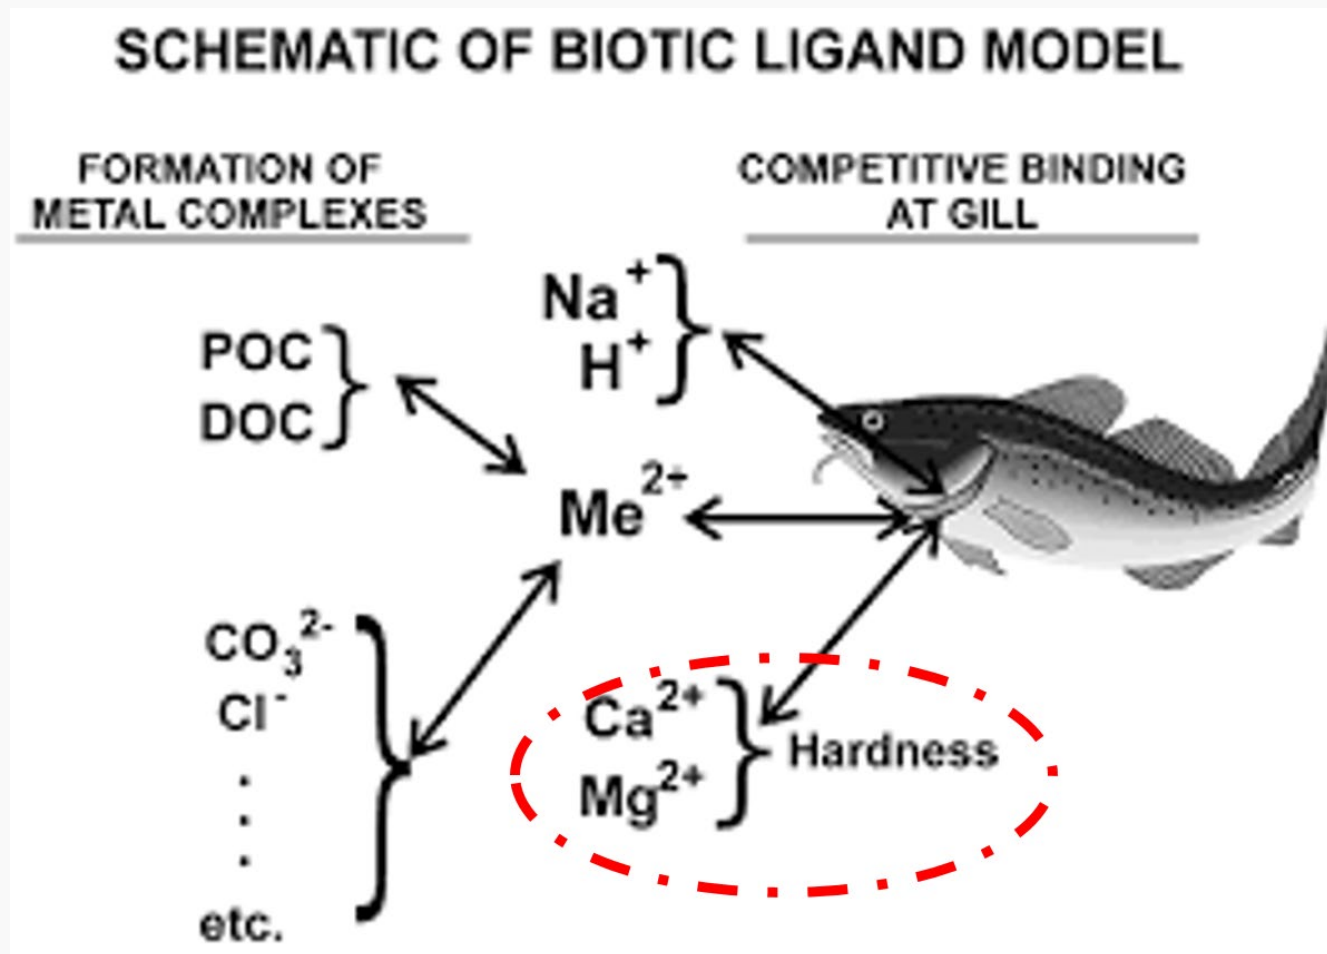 SCHEMATIC OF BIOTIC LIGAND MODEL
FORMATION OF
METAL COMPLEXES
COMPETITIVE BINDING
AT GILL
Na⁺
H⁺
POC
DOC
Me²⁺
CO₃²⁻
Cl⁻
.
.
.
etc.
Ca²⁺
Mg²⁺
Hardness